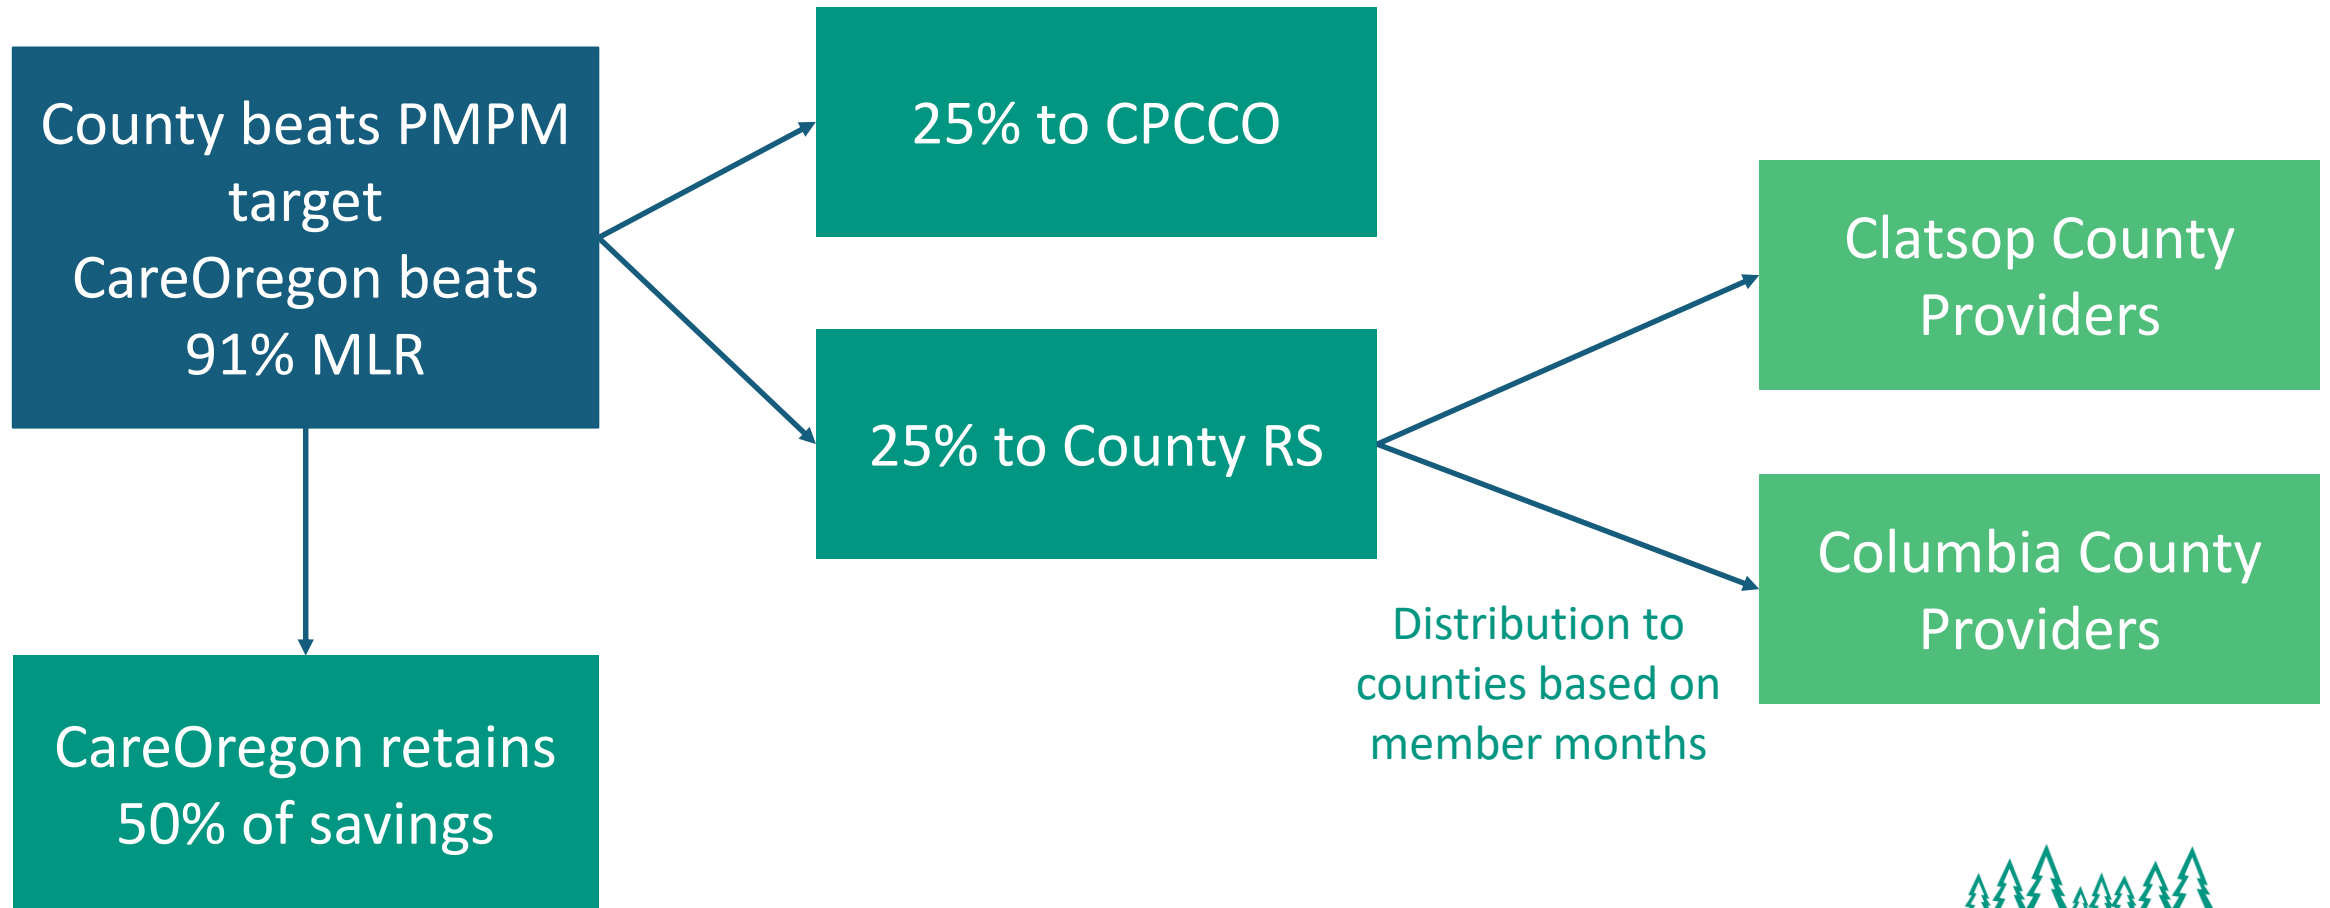 County beats PMPM
target
CareOregon beats
91% MLR
25% to CPCCO
25% to County RS
Clatsop County
Providers
Columbia County
Providers
Distribution to
counties based on
member months
CareOregon retains
50% of savings